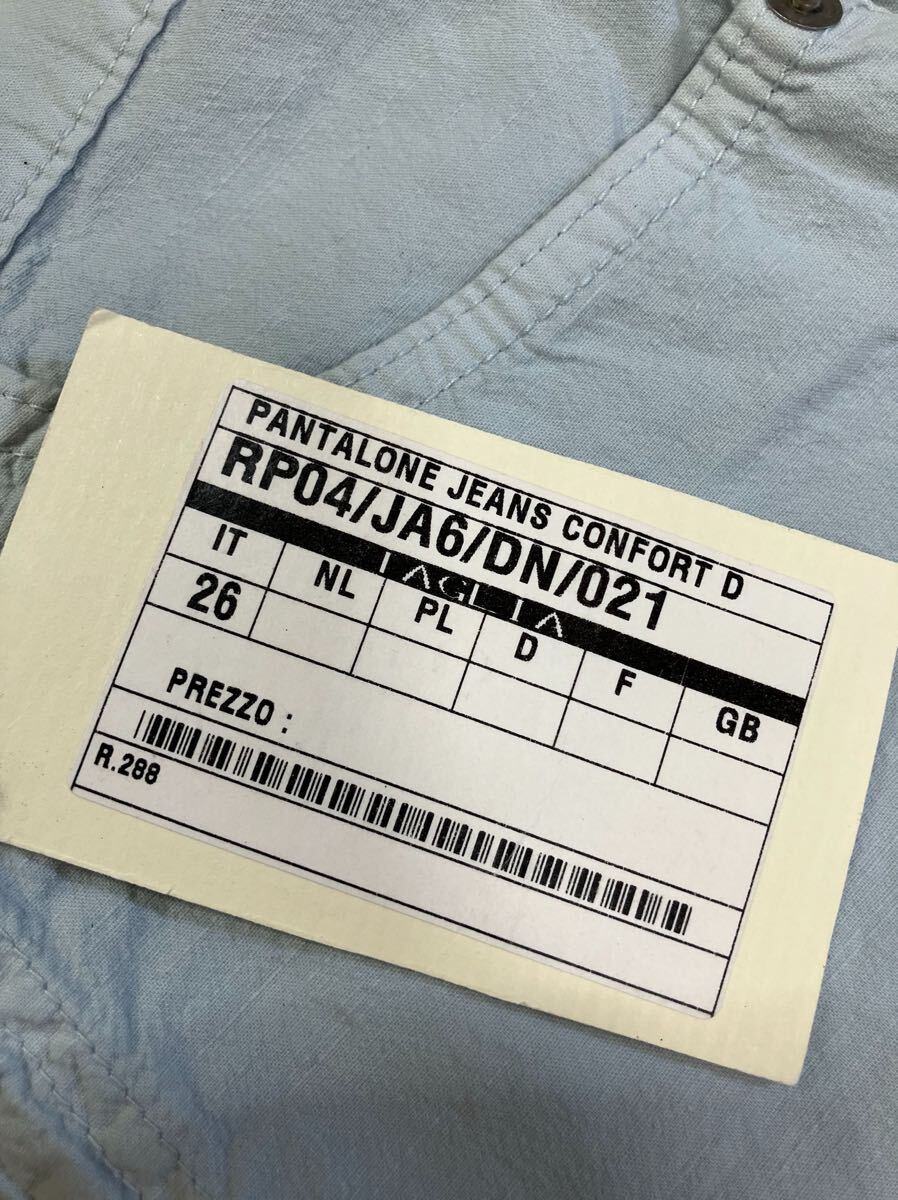 PANTALONE JEANS CONFORT D
RP04/JA6/DN/021
TAGLIA
IT NL PL D F GB
26
PREZZO :
R.288